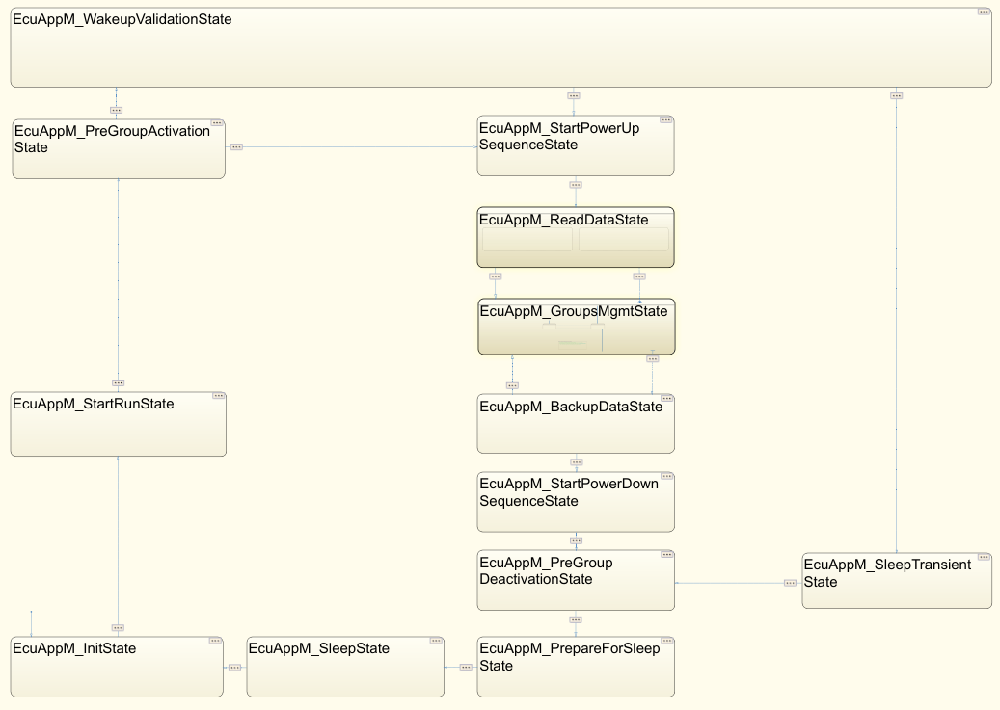 EcuAppM_WakeupValidationState
EcuAppM_PreGroupActivation
State
EcuAppM_StartPowerUp
SequenceState
EcuAppM_ReadDataState
EcuAppM_GroupsMgmtState
EcuAppM_StartRunState
EcuAppM_BackupDataState
EcuAppM_StartPowerDown
SequenceState
EcuAppM_PreGroup
DeactivationState
EcuAppM_SleepTransient
State
EcuAppM_InitState
EcuAppM_SleepState
EcuAppM_PrepareForSleep
State